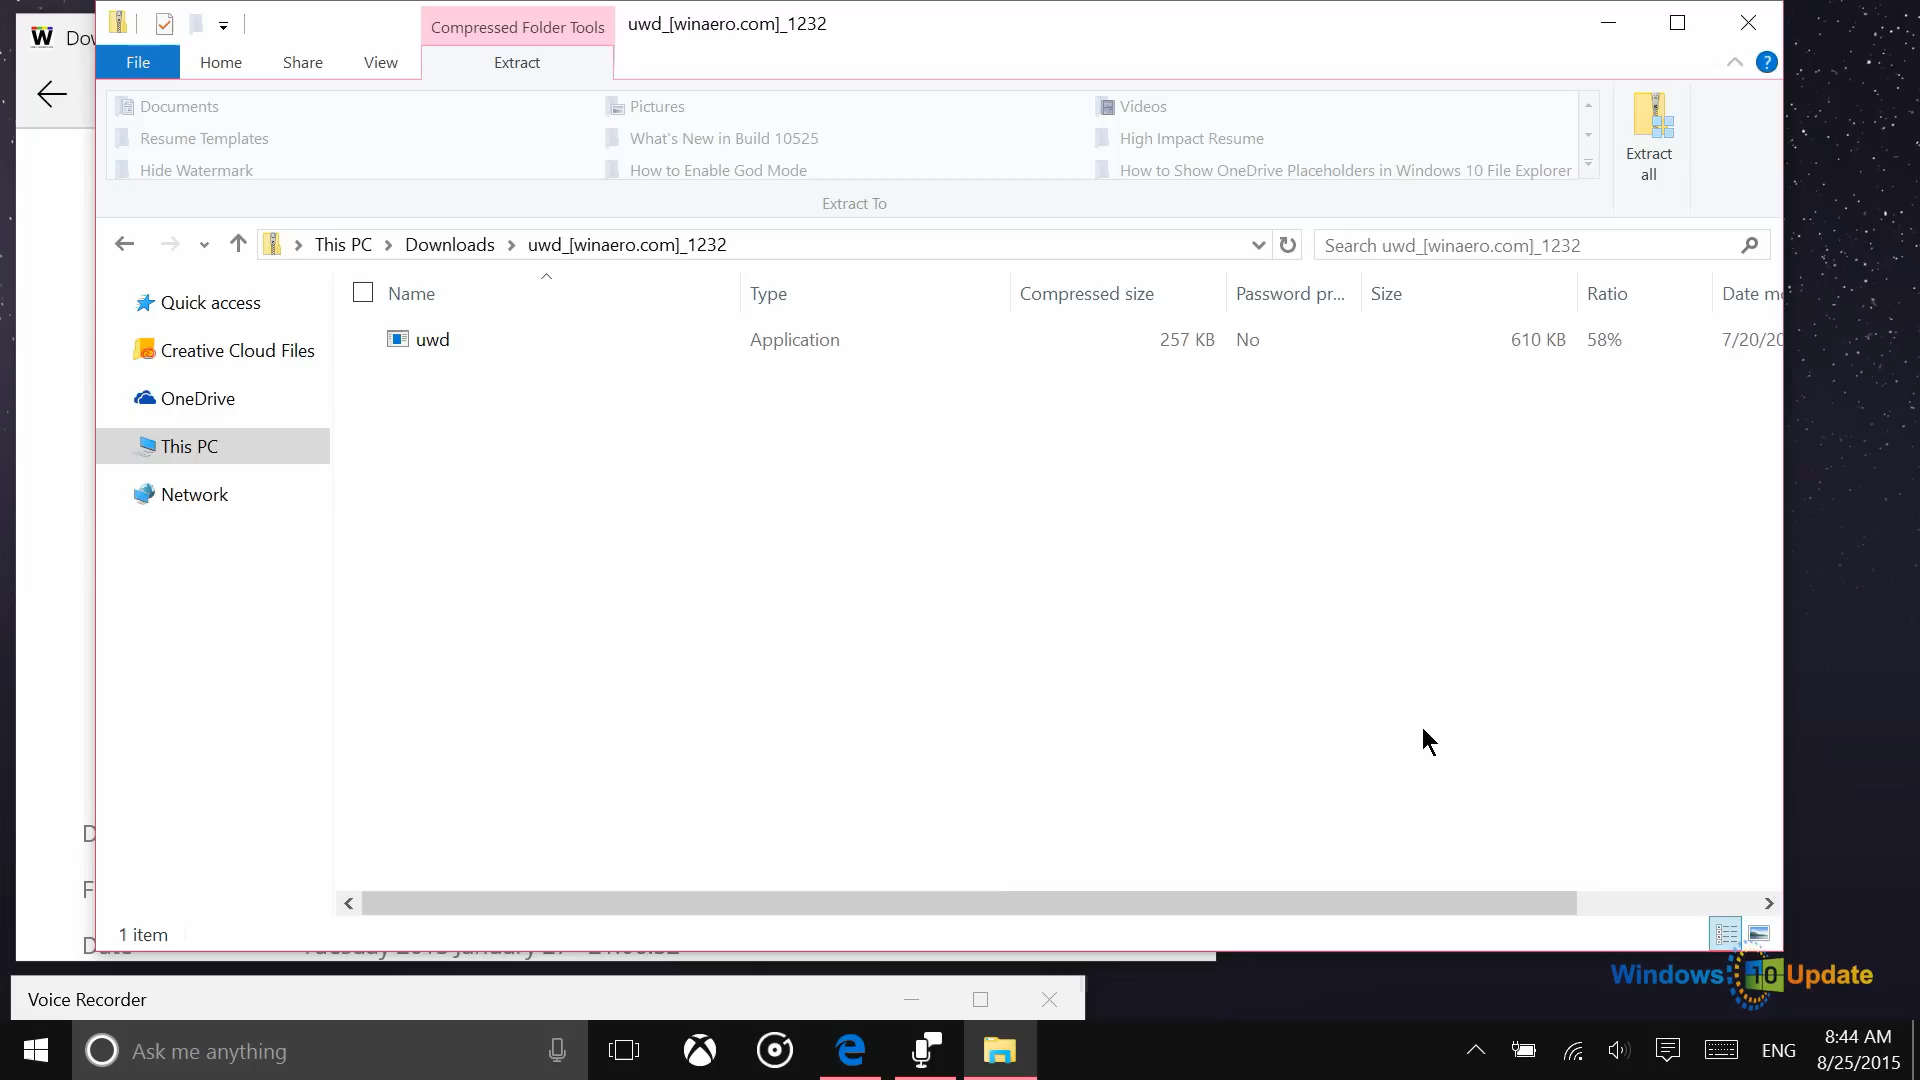 Compressed Folder Tools
uwd_[winaero.com]_1232
File
Home
Share
View
Extract
Documents
Pictures
Videos
Resume Templates
What's New in Build 10525
High Impact Resume
Hide Watermark
How to Enable God Mode
How to Show OneDrive Placeholders in Windows 10 File Explorer
Extract
all
Extract To
This PC
Downloads
uwd_[winaero.com]_1232
Search uwd_[winaero.com]_1232
Name
Type
Compressed size
Password pr...
Size
Ratio
Quick access
Creative Cloud Files
OneDrive
This PC
Network
uwd
Application
257 KB
No
610 KB
58%
1 item
Windows 10 Update
Voice Recorder
Ask me anything
ENG
8:44 AM
8/25/2015